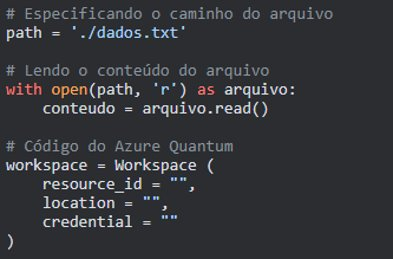 # Especificando o caminho do arquivo
path = './dados.txt'

# Lendo o conteúdo do arquivo
with open(path, 'r') as arquivo:
    conteudo = arquivo.read()

# Código do Azure Quantum
workspace = Workspace (
    resource_id = "",
    location = "",
    credential = ""
)